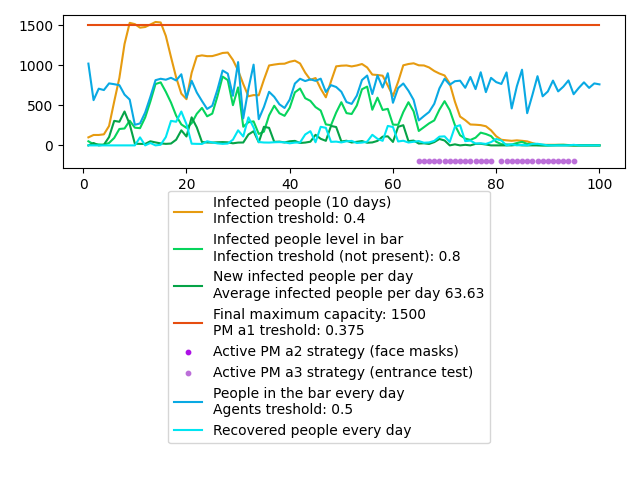 1500
1000
500
0
0 20 40 60 80 100
Infected people (10 days)
Infection treshold: 0.4
Infected people level in bar
Infection treshold (not present): 0.8
New infected people per day
Average infected people per day 63.63
Final maximum capacity: 1500
PM a1 treshold: 0.375
Active PM a2 strategy (face masks)
Active PM a3 strategy (entrance test)
People in the bar every day
Agents treshold: 0.5
Recovered people every day